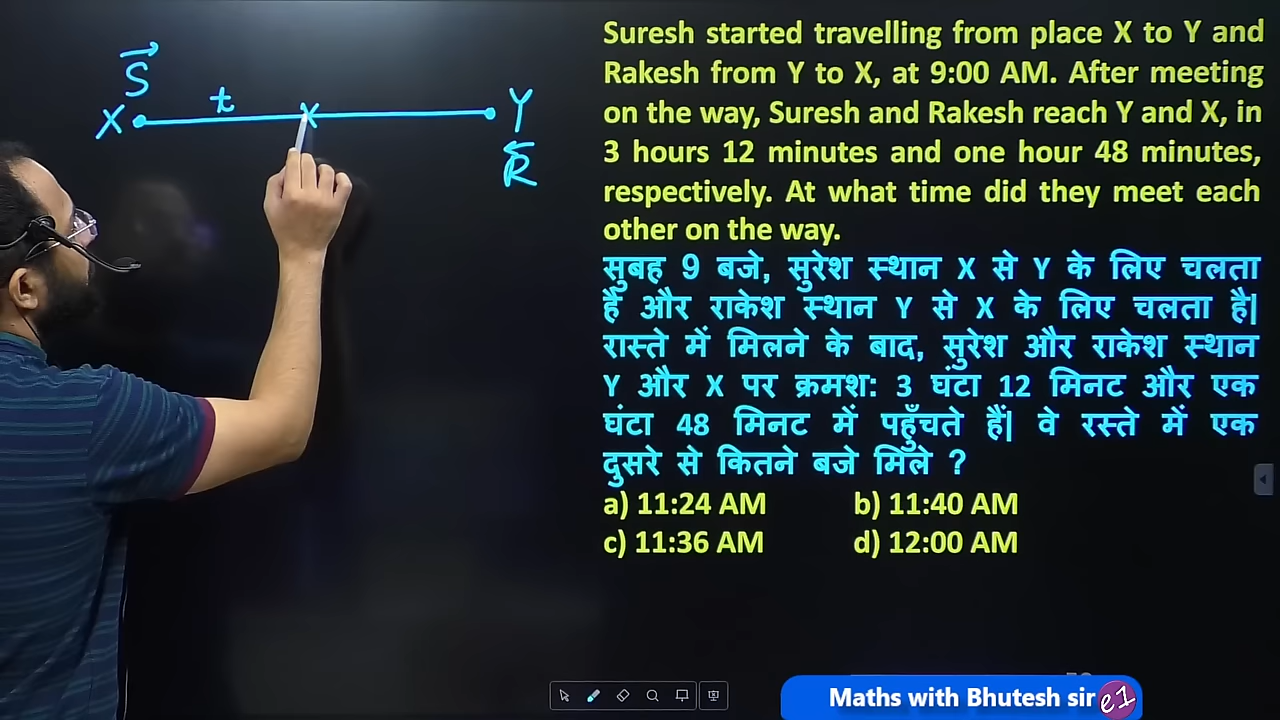 Suresh started travelling from place X to Y and
Rakesh from Y to X, at 9:00 AM. After meeting
on the way, Suresh and Rakesh reach Y and X, in
3 hours 12 minutes and one hour 48 minutes,
respectively. At what time did they meet each
other on the way.
सुबह 9 बजे, सुरेश स्थान X से Y के लिए चलता
है और राकेश स्थान Y से X के लिए चलता है|
रास्ते में मिलने के बाद, सुरेश और राकेश स्थान
Y और X पर क्रमश: 3 घंटा 12 मिनट और एक
घंटा 48 मिनट में पहुँचते हैं| वे रस्ते में एक
दुसरे से कितने बजे मिले ?
a) 11:24 AM b) 11:40 AM
c) 11:36 AM d) 12:00 AM
S
t
X
X
Y
R
Maths with Bhutesh sir e1